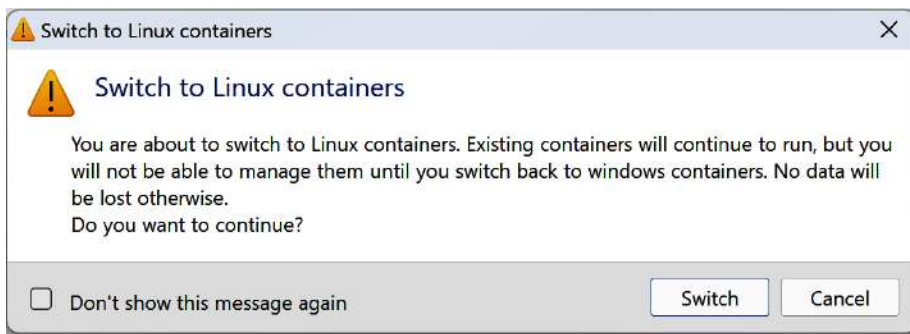 Switch to Linux containers
Switch to Linux containers
You are about to switch to Linux containers. Existing containers will continue to run, but you
will not be able to manage them until you switch back to windows containers. No data will
be lost otherwise.
Do you want to continue?
Don't show this message again
Switch
Cancel